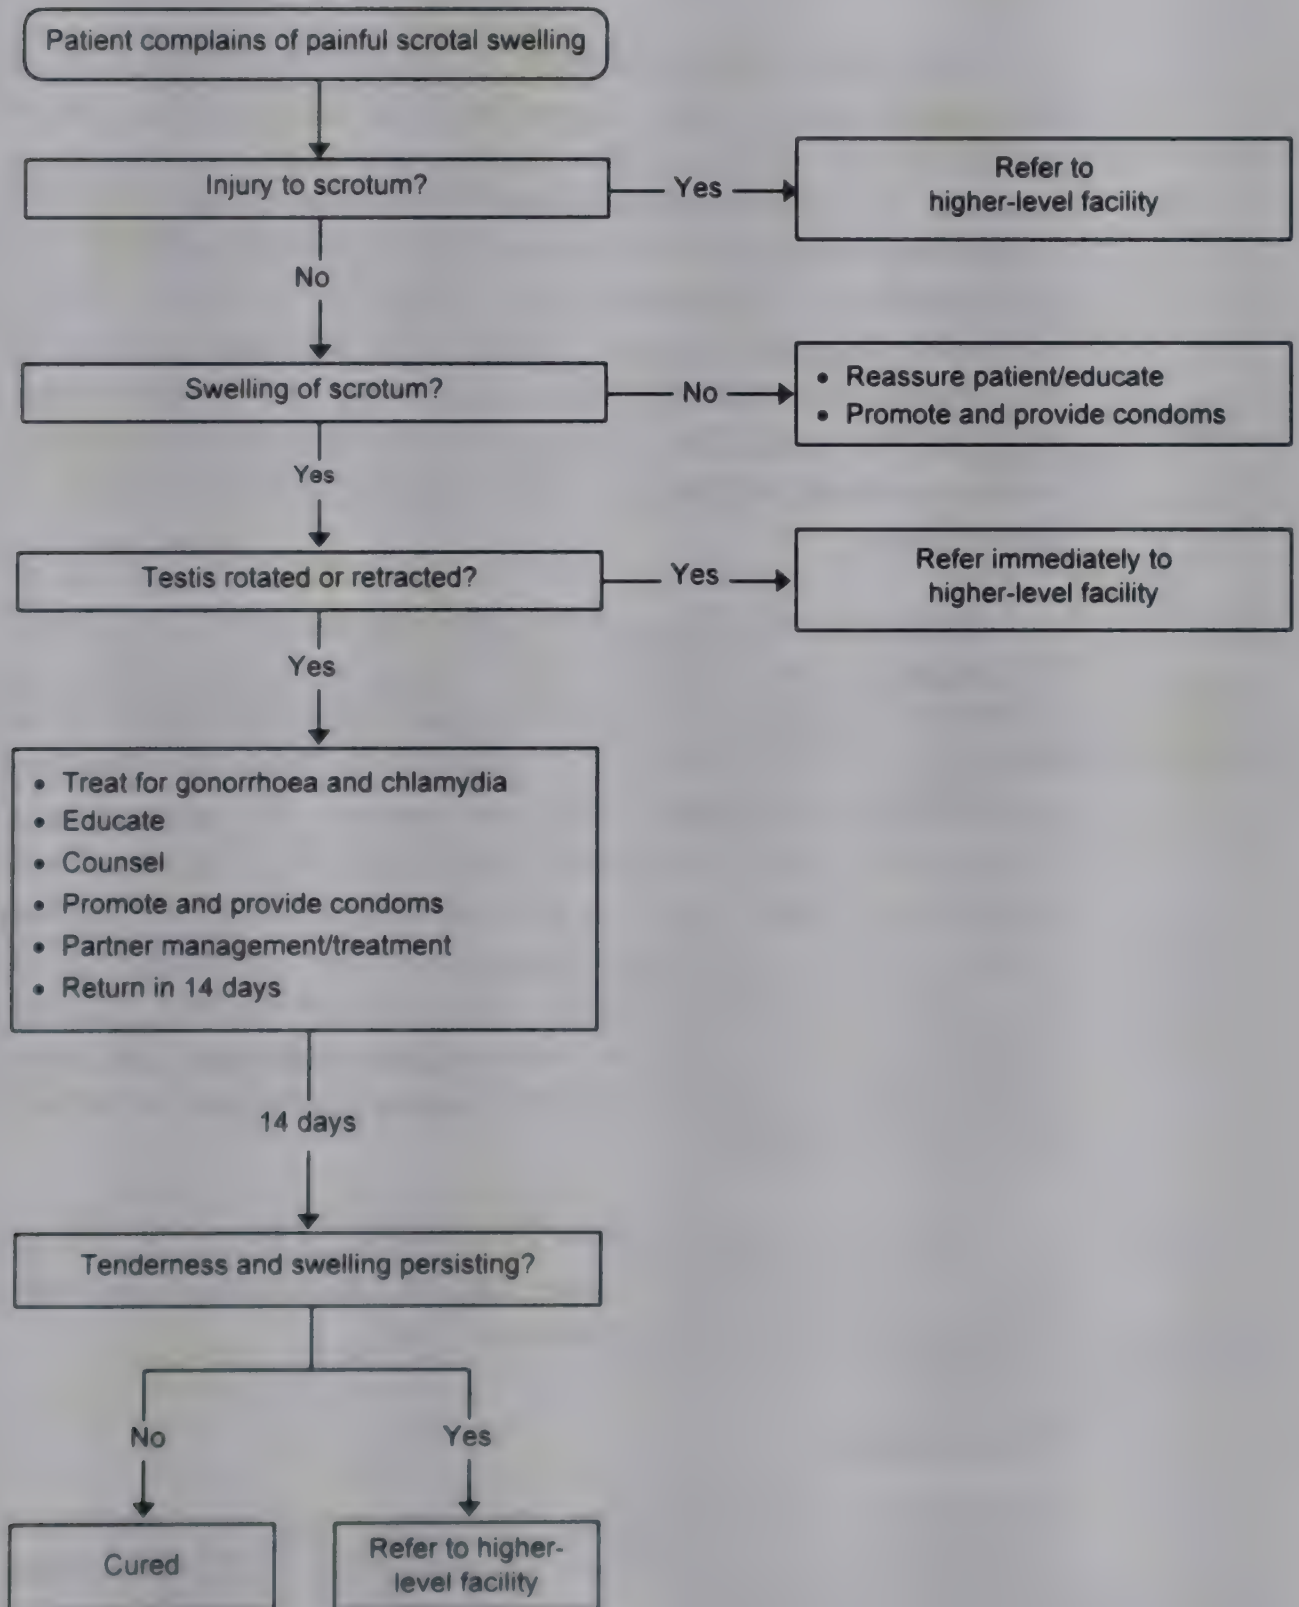 Patient complains of painful scrotal swelling
Injury to scrotum?
Yes
Refer to
higher-level facility
No
Swelling of scrotum?
No
• Reassure patient/educate
• Promote and provide condoms
Yes
Testis rotated or retracted?
Yes
Refer immediately to
higher-level facility
Yes
• Treat for gonorrhoea and chlamydia
• Educate
• Counsel
• Promote and provide condoms
• Partner management/treatment
• Return in 14 days
14 days
Tenderness and swelling persisting?
No
Yes
Cured
Refer to higher-
level facility